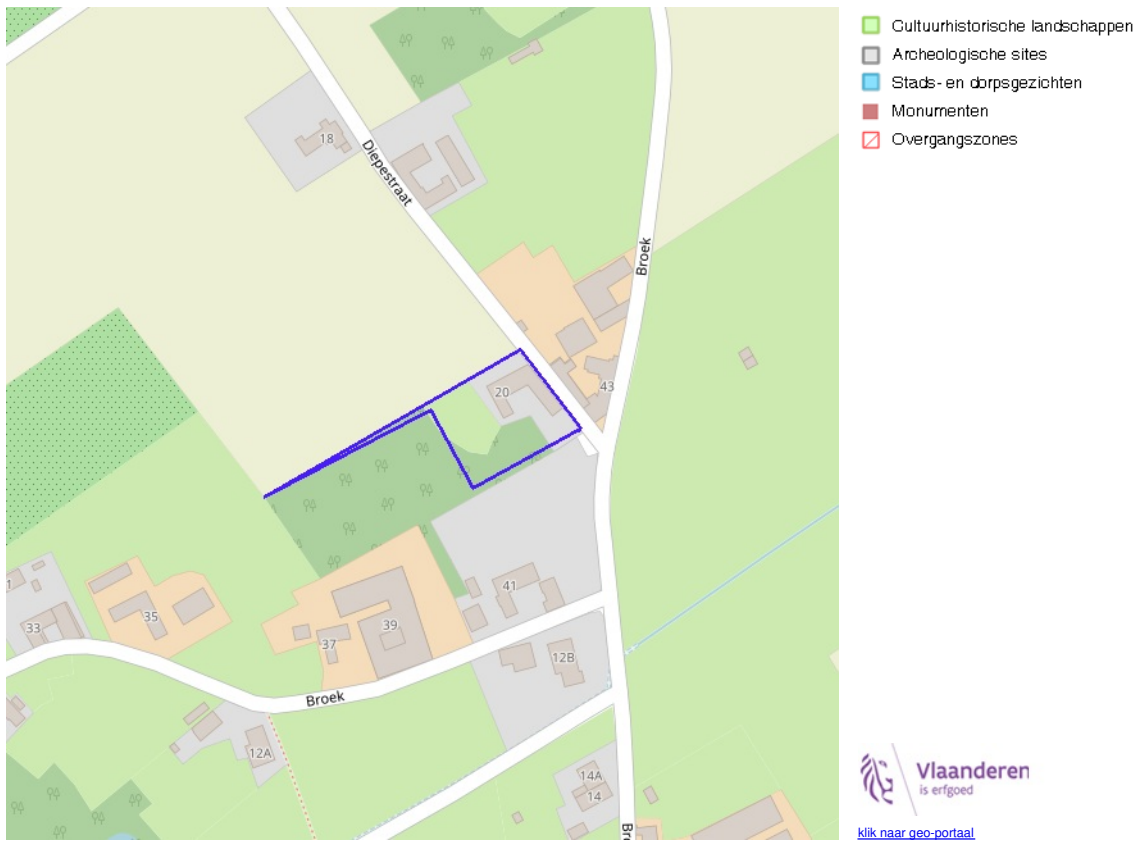 Cultuurhistorische landschappen
Archeologische sites
Stads- en dorpsgezichten
Monumenten
Overgangszones
18
Diepestraat
Broek
20
43
41
35
33
39
37
12B
Broek
12A
14A
14
Vlaanderen
is erfgoed
klik naar geo-portaal